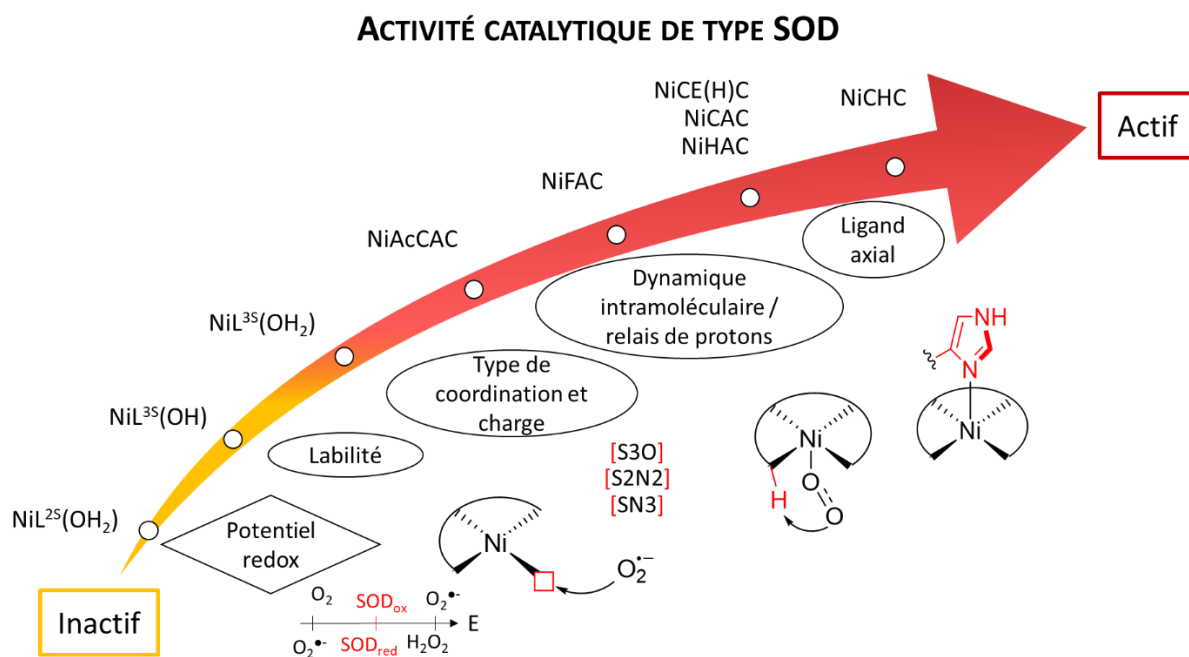 ACTIVITÉ CATALYTIQUE DE TYPE SOD
NiCE(H)C
NiCAC
NiHAC
NiCHC
Actif
NiFAC
NiAcCAC
Ligand
axial
Dynamique
intramoléculaire /
relais de protons
NiL³ˢ(OH₂)
Type de
coordination et
charge
NiL³ˢ(OH)
Labilité
NiL²ˢ(OH₂)
Potentiel
redox
Inactif
O₂ SODox O₂•-
E
O₂•- SODred H₂O₂
Ni
O₂•−
[S3O]
[S2N2]
[SN3]
Ni
H
O
O
NH
N
Ni